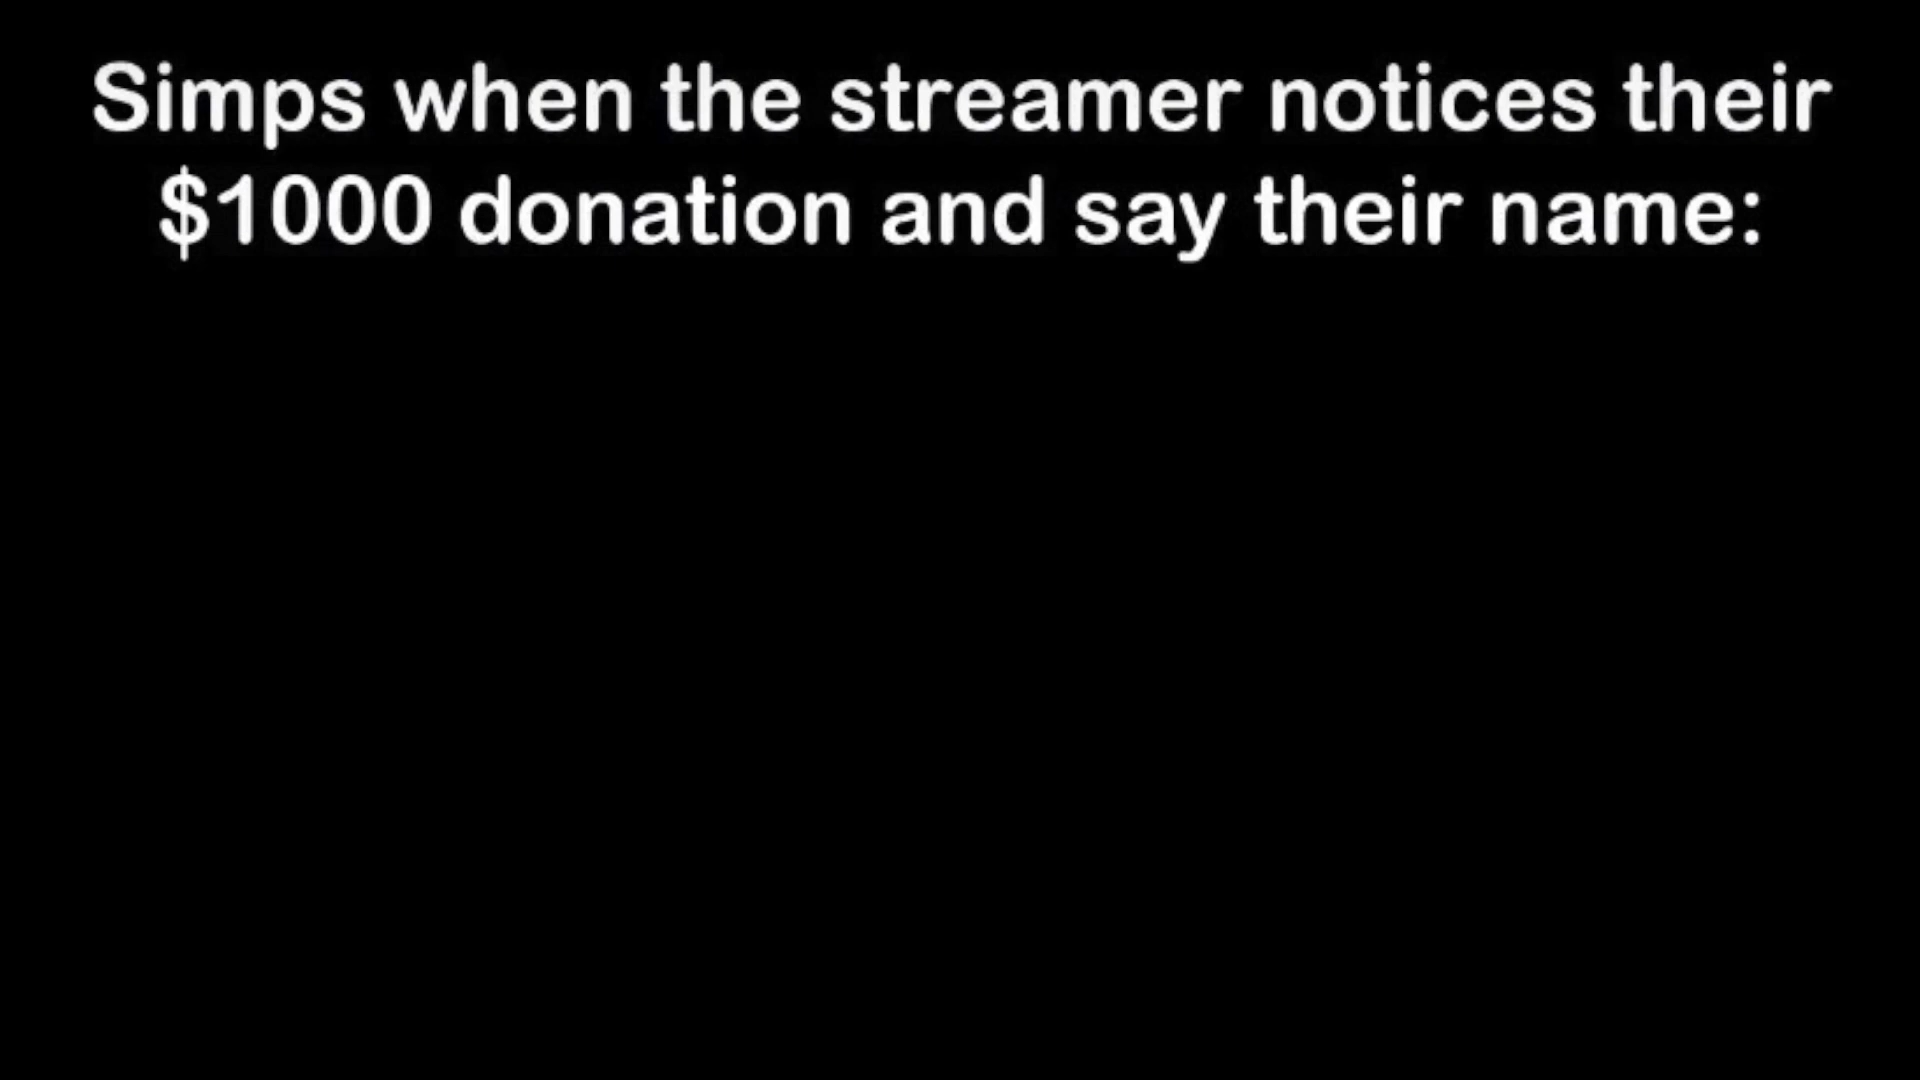 Simps when the streamer notices their
$1000 donation and say their name: